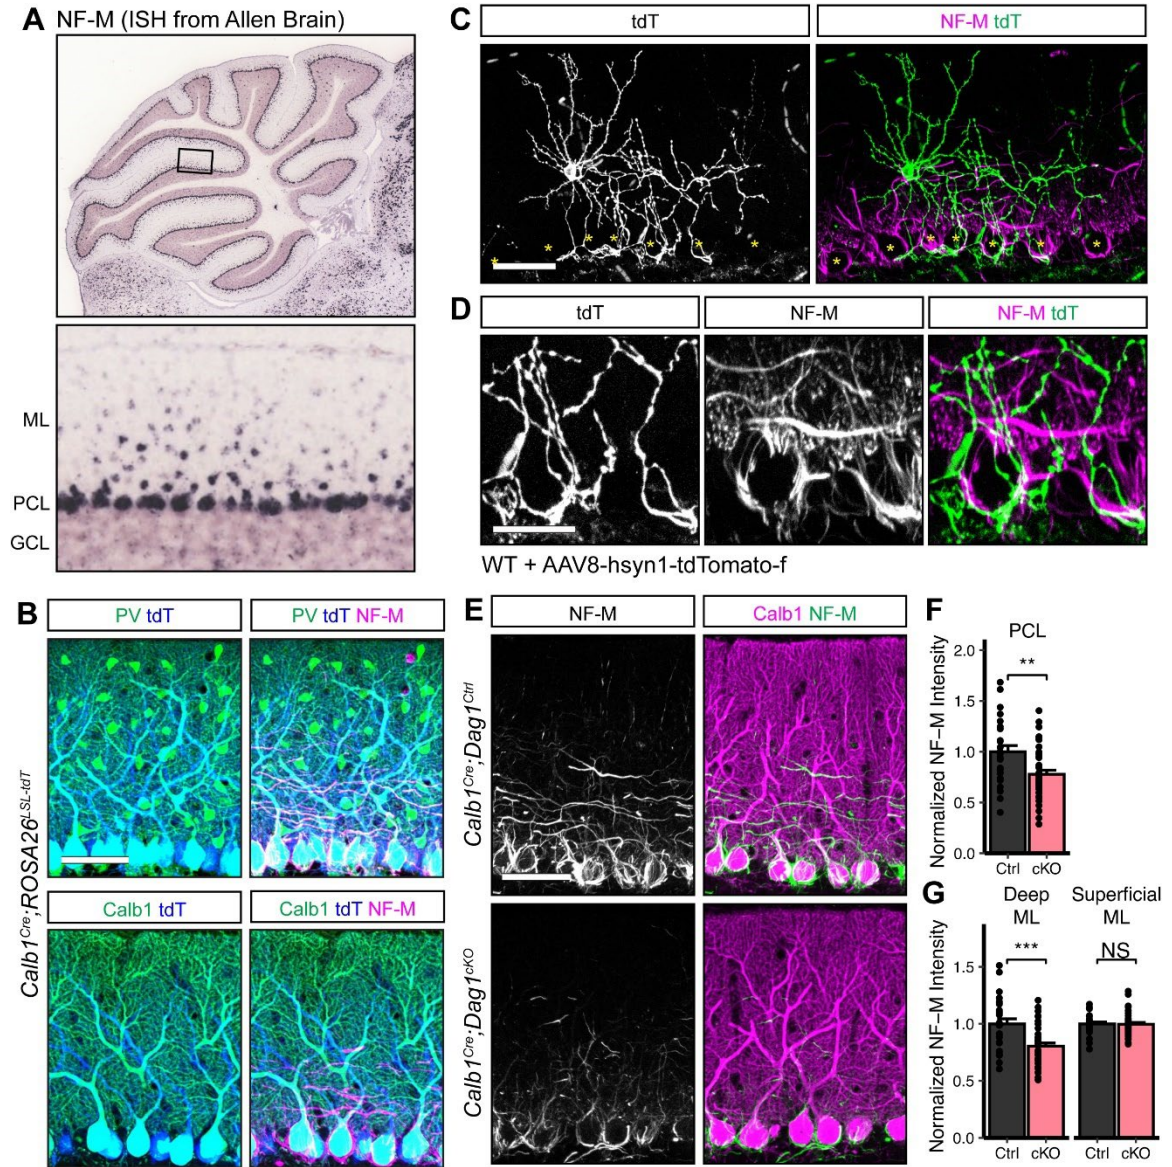 A NF-M (ISH from Allen Brain)
ML
PCL
GCL
B
PV tdT
PV tdT NF-M
Calb1Cre;ROSA26LSL-tdT
Calb1 tdT
Calb1 tdT NF-M
C
tdT
NF-M tdT
* * * * * * *
* * * * * * *
D
tdT
NF-M
NF-M tdT
WT + AAV8-hsyn1-tdTomato-f
E
NF-M
Calb1 NF-M
Calb1Cre;Dag1Ctrl
Calb1Cre;Dag1cKO
F
PCL
**
Normalized NF−M Intensity
2.0
1.5
1.0
0.5
0.0
Ctrl cKO
G
Deep
ML
Superficial
ML
***
NS
Normalized NF−M Intensity
1.5
1.0
0.5
0.0
Ctrl cKO
Ctrl cKO